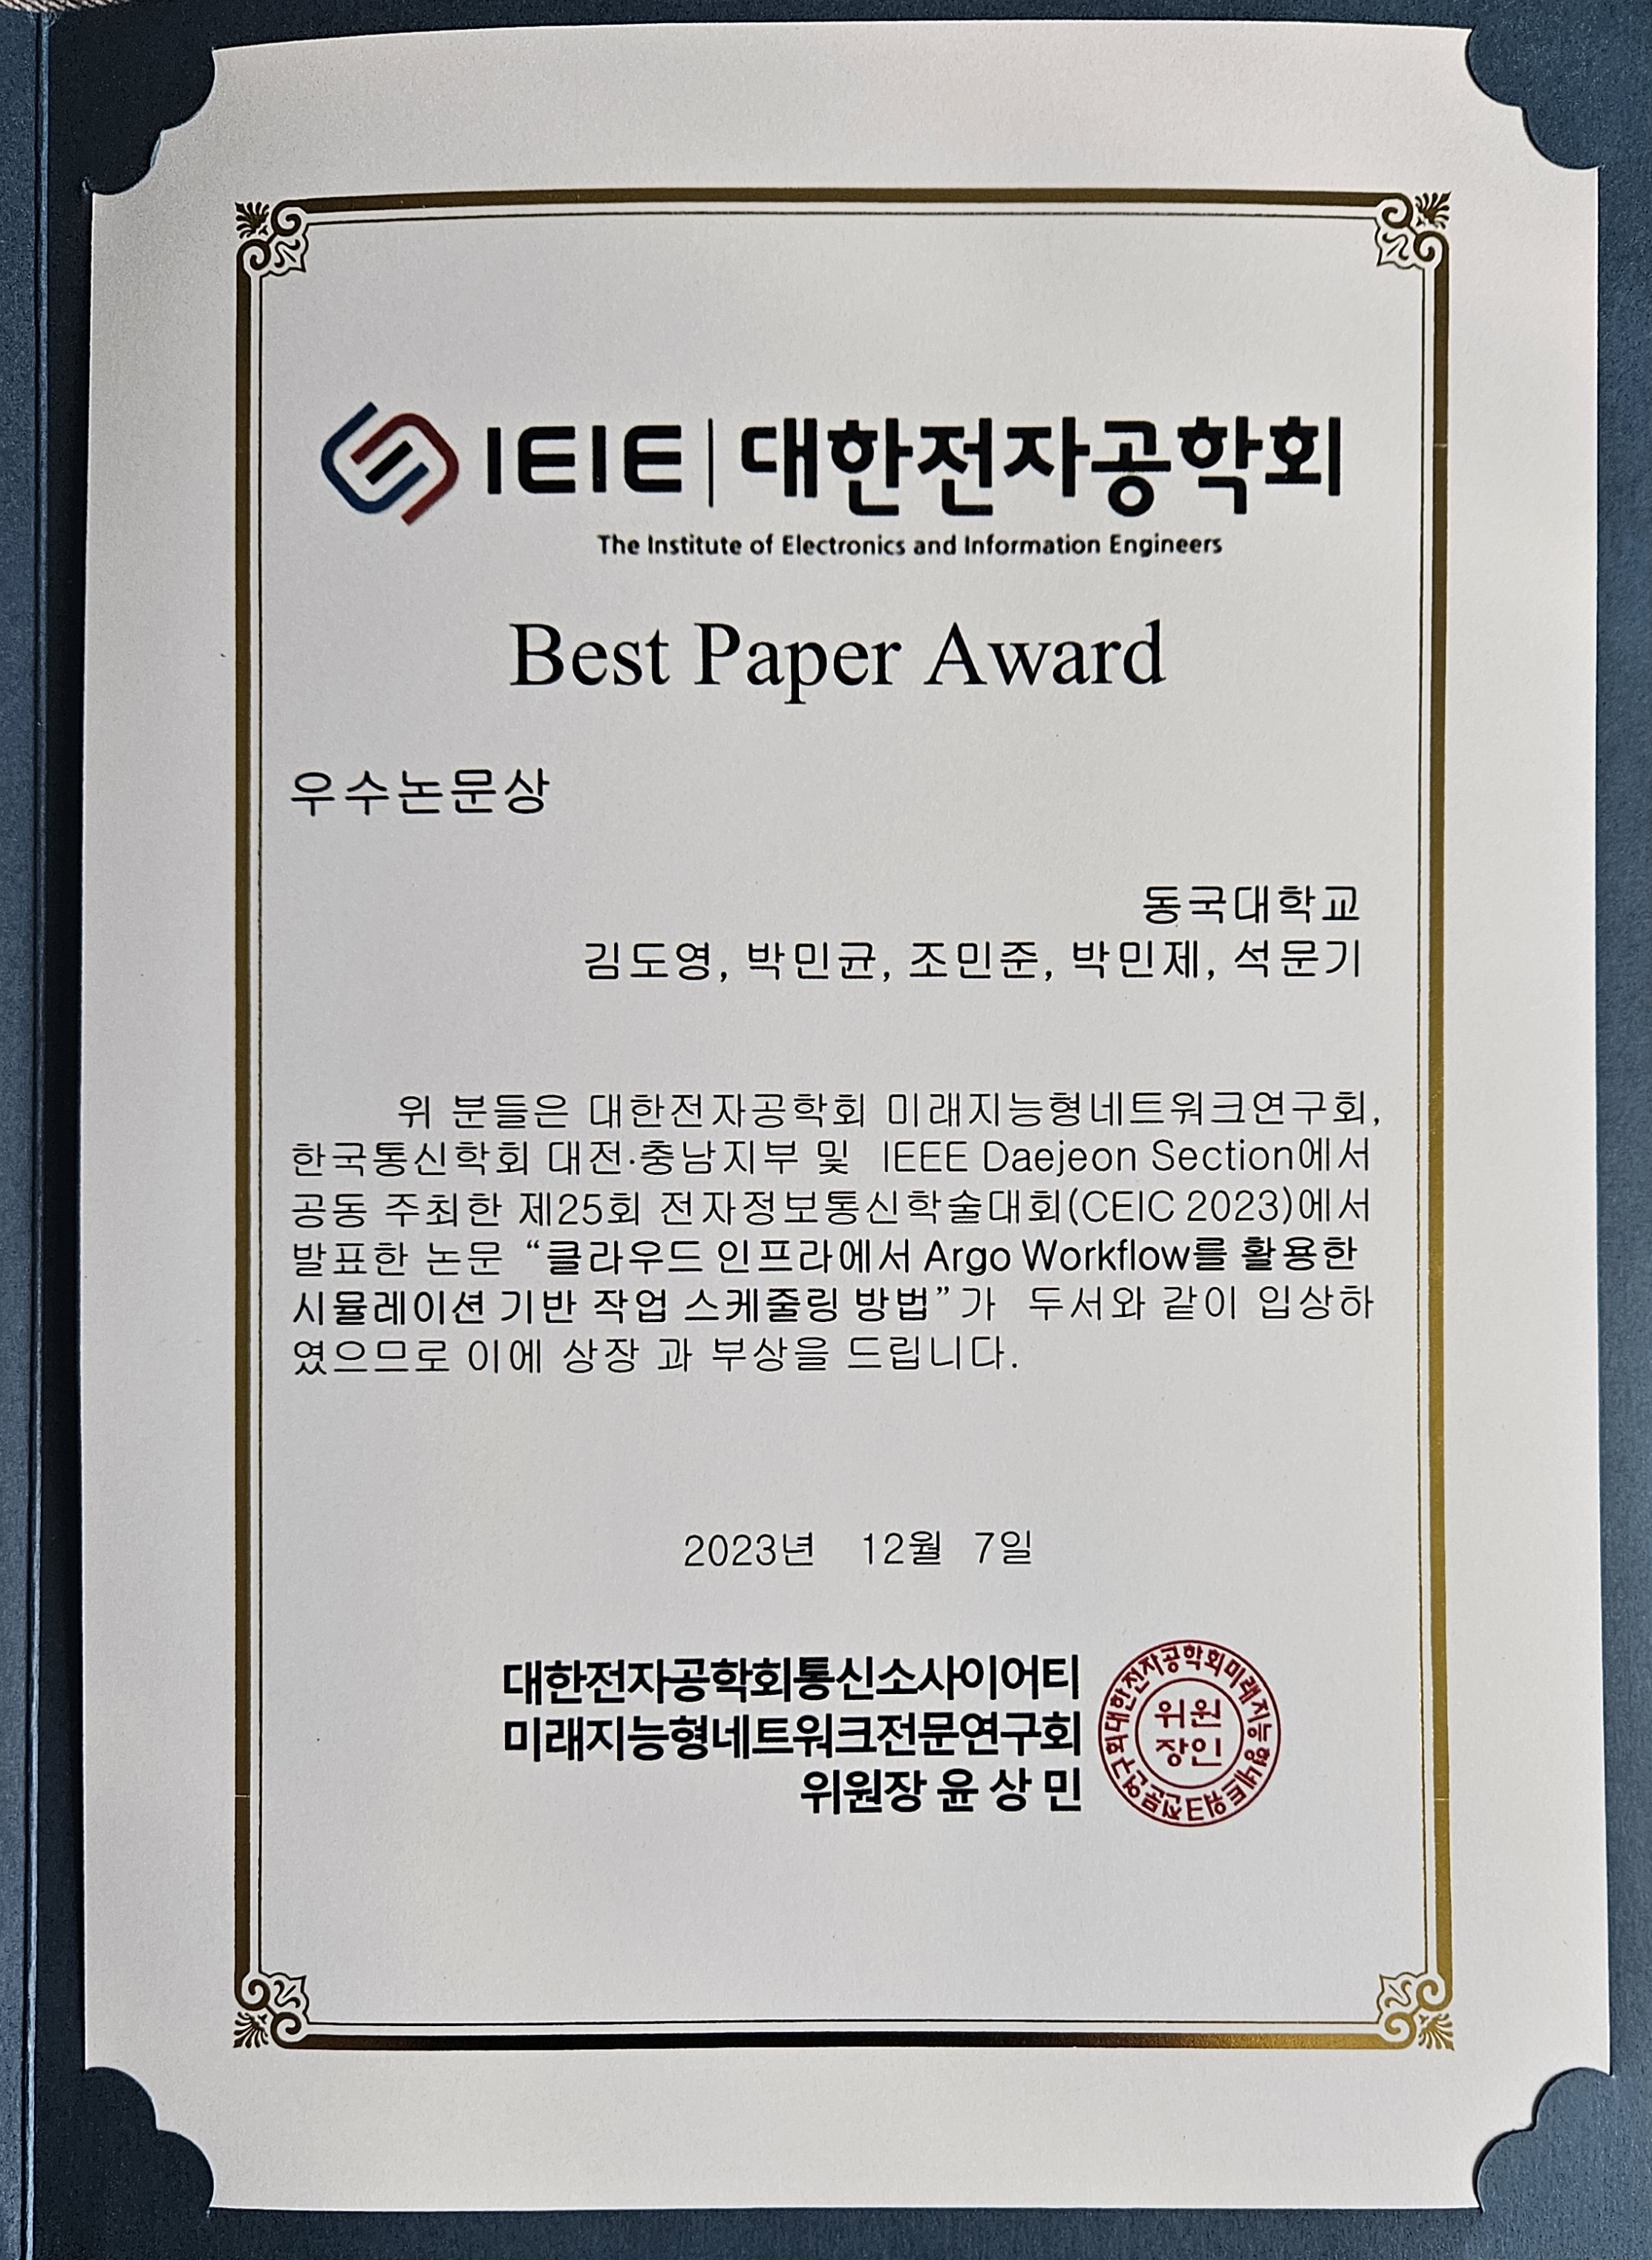 IEIE | 대한전자공학회
The Institute of Electronics and Information Engineers
Best Paper Award
우수논문상
동국대학교
김도영, 박민균, 조민준, 박민제, 석문기
위 분들은 대한전자공학회 미래지능형네트워크연구회,
한국통신학회 대전·충남지부 및 IEEE Daejeon Section에서
공동 주최한 제25회 전자정보통신학술대회(CEIC 2023)에서
발표한 논문 “클라우드 인프라에서 Argo Workflow를 활용한
시뮬레이션 기반 작업 스케줄링 방법”가 두서와 같이 입상하
였으므로 이에 상장 과 부상을 드립니다.
2023년 12월 7일
대한전자공학회통신소사이어티
미래지능형네트워크전문연구회
위원장 윤 상 민
대한전자공학회미래지능형네트워크전문연구회
위원
장인